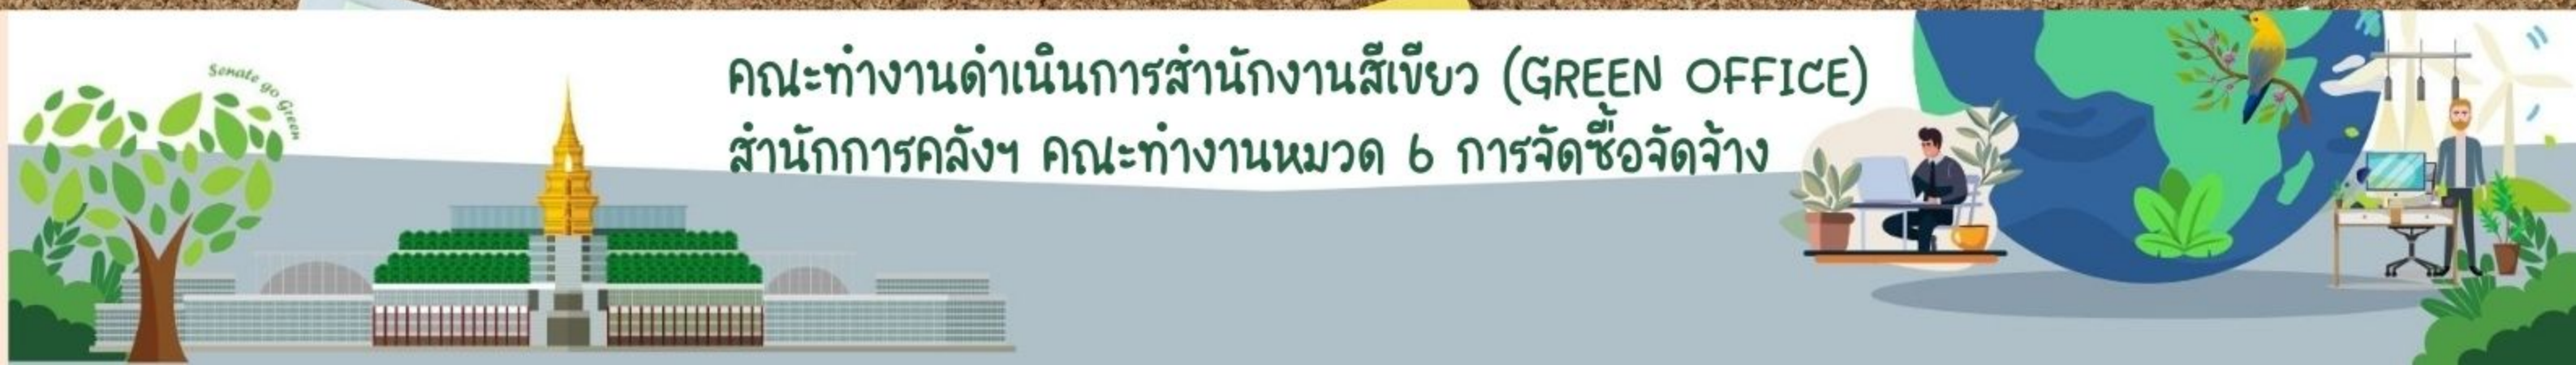 Senate go Green
คณะทำงานดำเนินการสำนักงานสีเขียว (GREEN OFFICE)
สำนักการคลังฯ คณะทำงานหมวด 6 การจัดซื้อจัดจ้าง